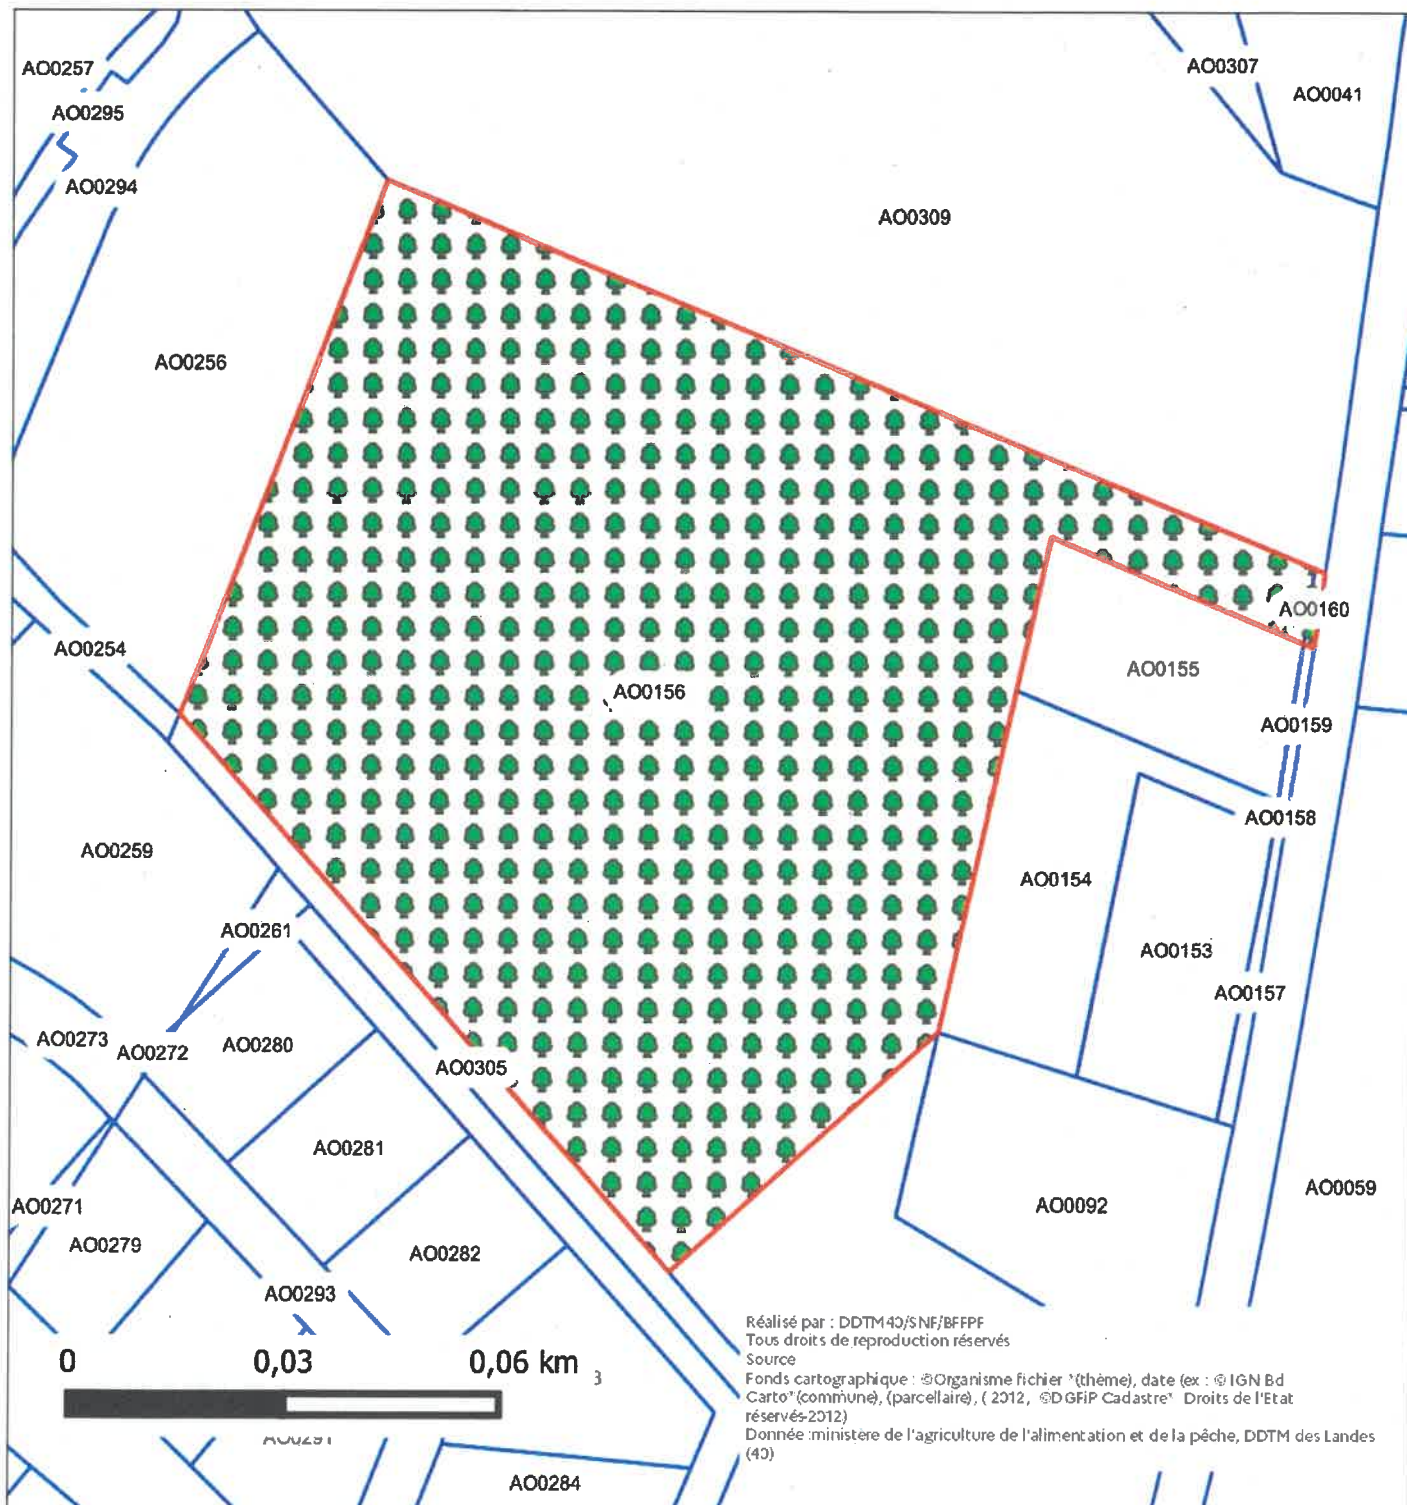 AO0257
AO0307
AO0041
AO0295
AO0294
AO0309
AO0256
1
AO0160
AO0254
AO0155
AO0156
AO0159
AO0158
AO0259
AO0154
AO0261
AO0153
AO0157
AO0273
AO0280
AO0272
AO0305
AO0281
AO0059
AO0271
AO0092
AO0279
AO0282
AO0293
Réalisé par : DDTM40/SNF/BFFPF
Tous droits de reproduction réservés
Source
Fonds cartographique : ©Organisme fichier *(thème), date (ex : © IGN Bd
Carto*(commune), (parcellaire), ( 2012, ©DGFiP Cadastre* Droits de l'Etat
réservés-2012)
Donnée :ministère de l'agriculture de l'alimentation et de la pêche, DDTM des Landes
(40)
0 0,03 0,06 km
3
AO0291
AO0284